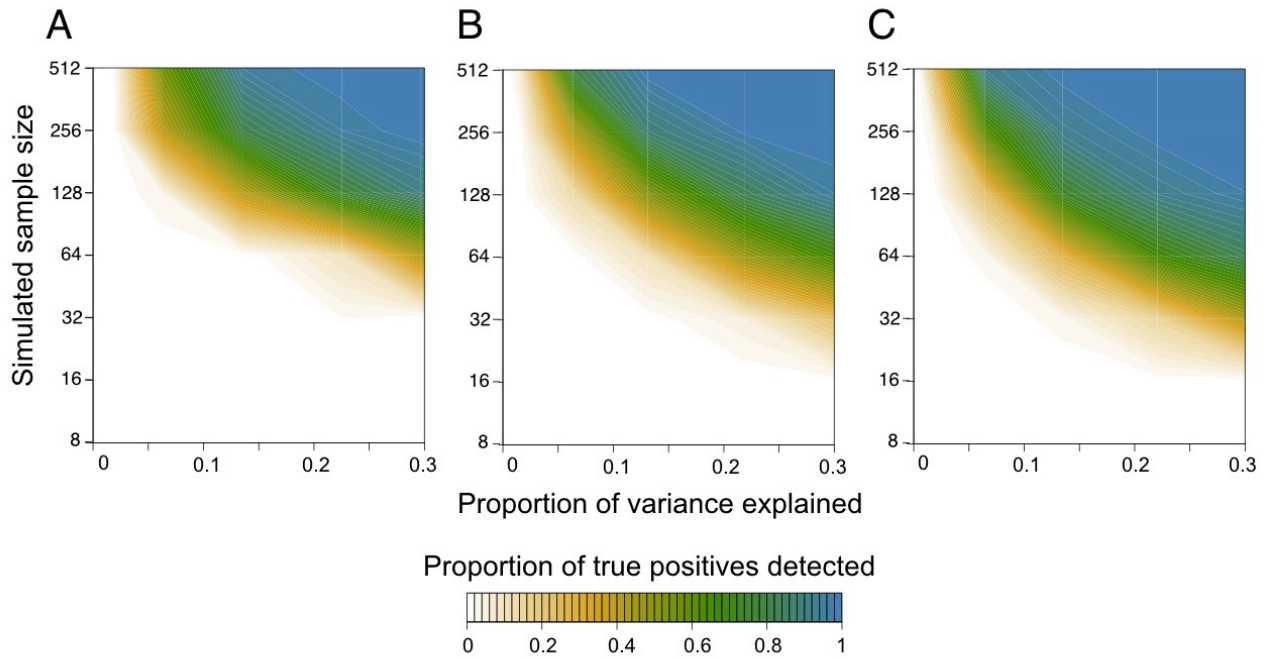 A
B
C
Simulated sample size
512
256
128
64
32
16
8
0 0.1 0.2 0.3
512
256
128
64
32
16
8
0 0.1 0.2 0.3
512
256
128
64
32
16
8
0 0.1 0.2 0.3
Proportion of variance explained
Proportion of true positives detected
0 0.2 0.4 0.6 0.8 1